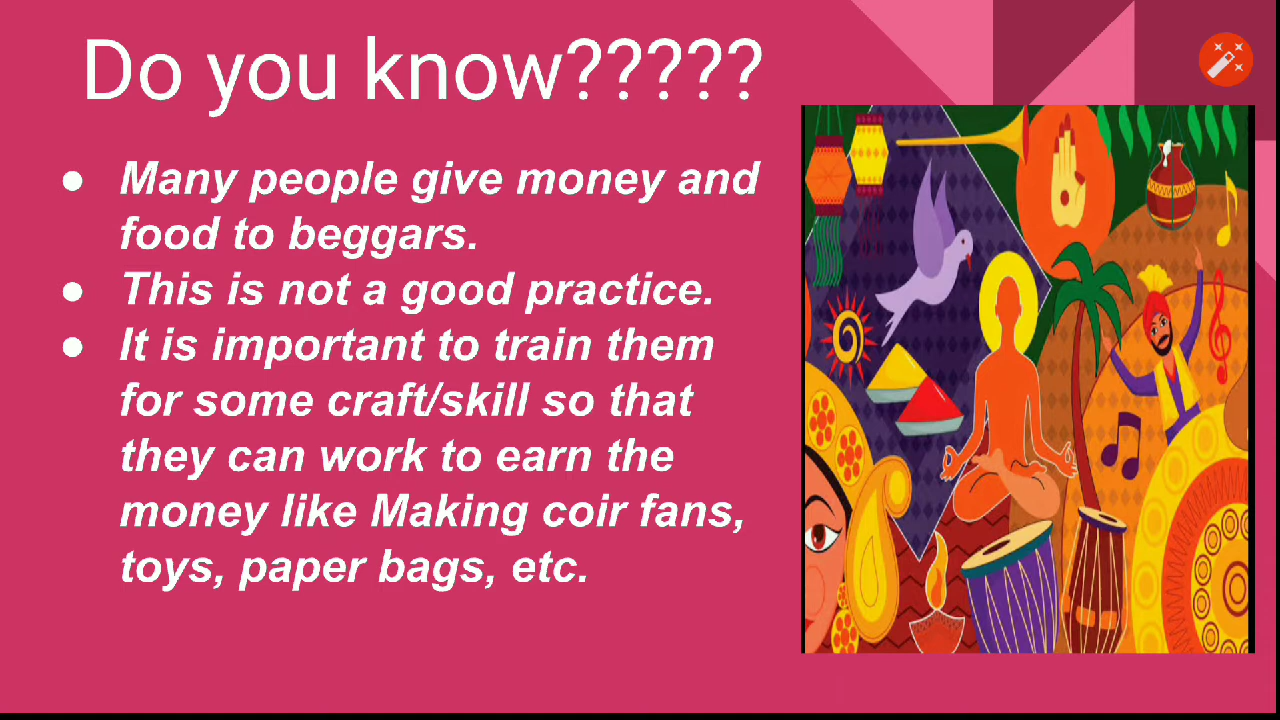 Do you know?????
● Many people give money and
food to beggars.
● This is not a good practice.
● It is important to train them
for some craft/skill so that
they can work to earn the
money like Making coir fans,
toys, paper bags, etc.